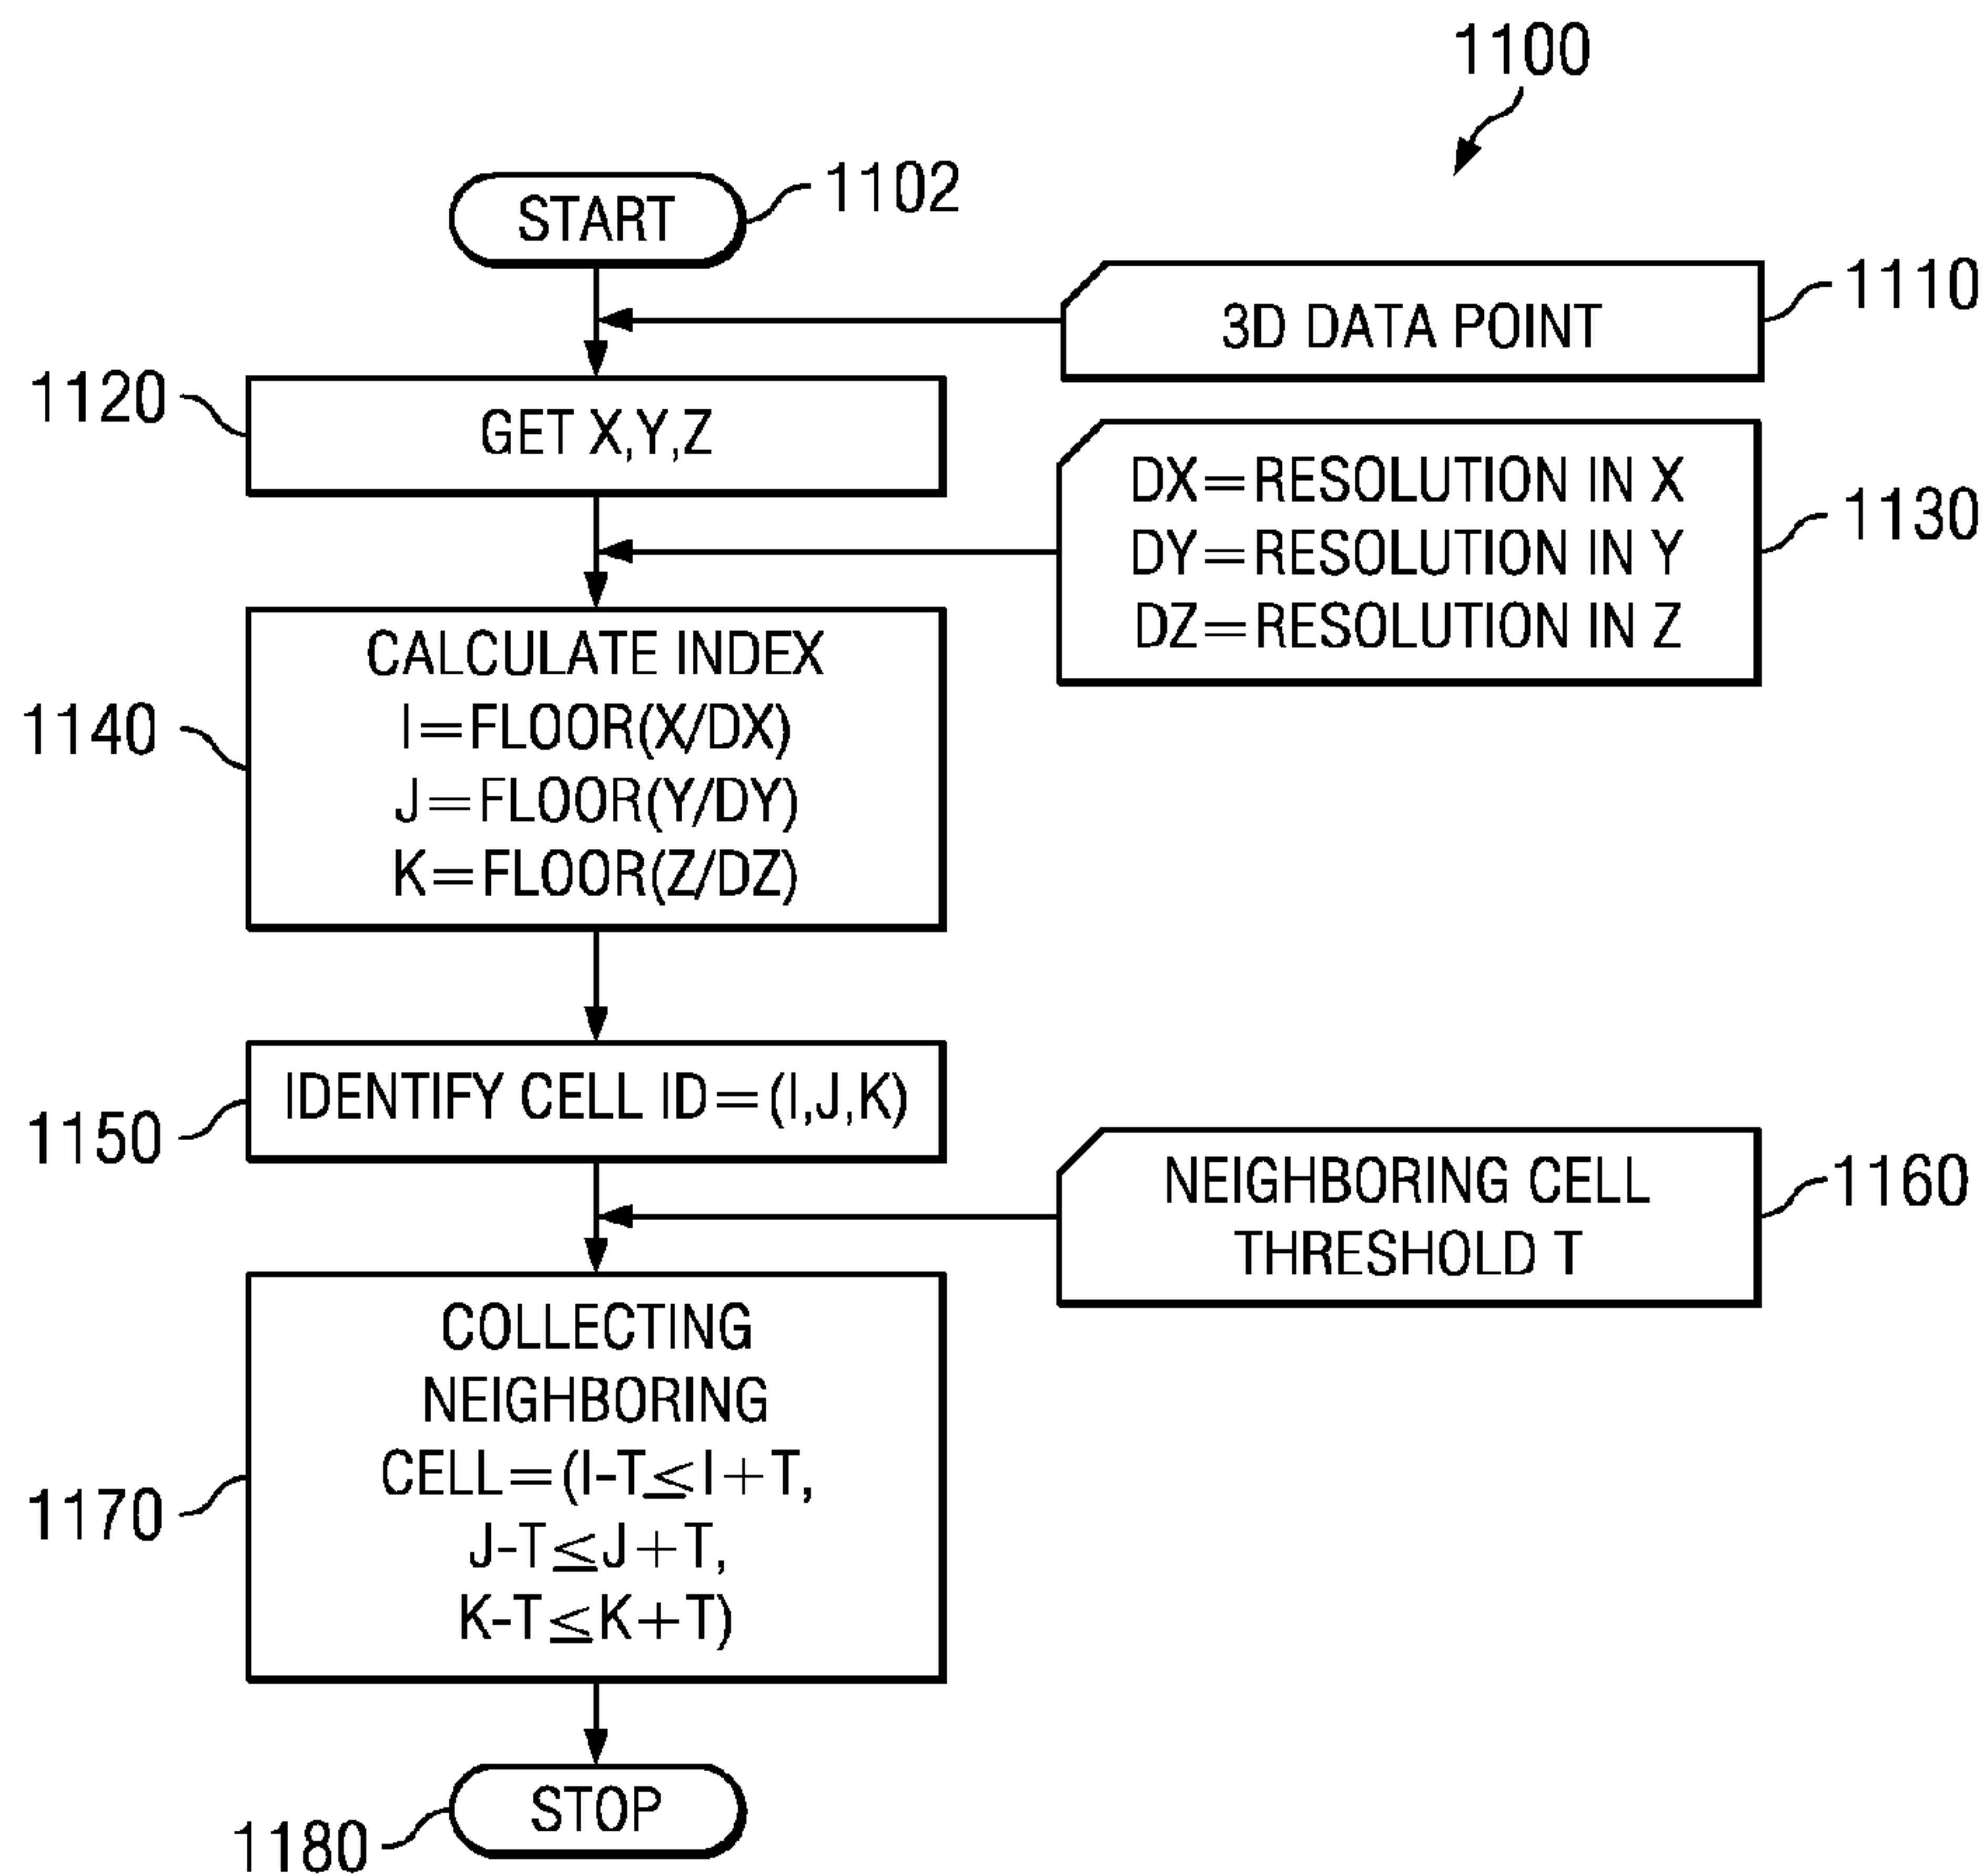 1100
START
1102
3D DATA POINT
1110
1120
GET X,Y,Z
DX=RESOLUTION IN X
DY=RESOLUTION IN Y
DZ=RESOLUTION IN Z
1130
1140
CALCULATE INDEX
I=FLOOR(X/DX)
J=FLOOR(Y/DY)
K=FLOOR(Z/DZ)
1150
IDENTIFY CELL ID=(I,J,K)
NEIGHBORING CELL
THRESHOLD T
1160
1170
COLLECTING
NEIGHBORING
CELL=(I-T≤I+T,
J-T≤J+T,
K-T≤K+T)
STOP
1180